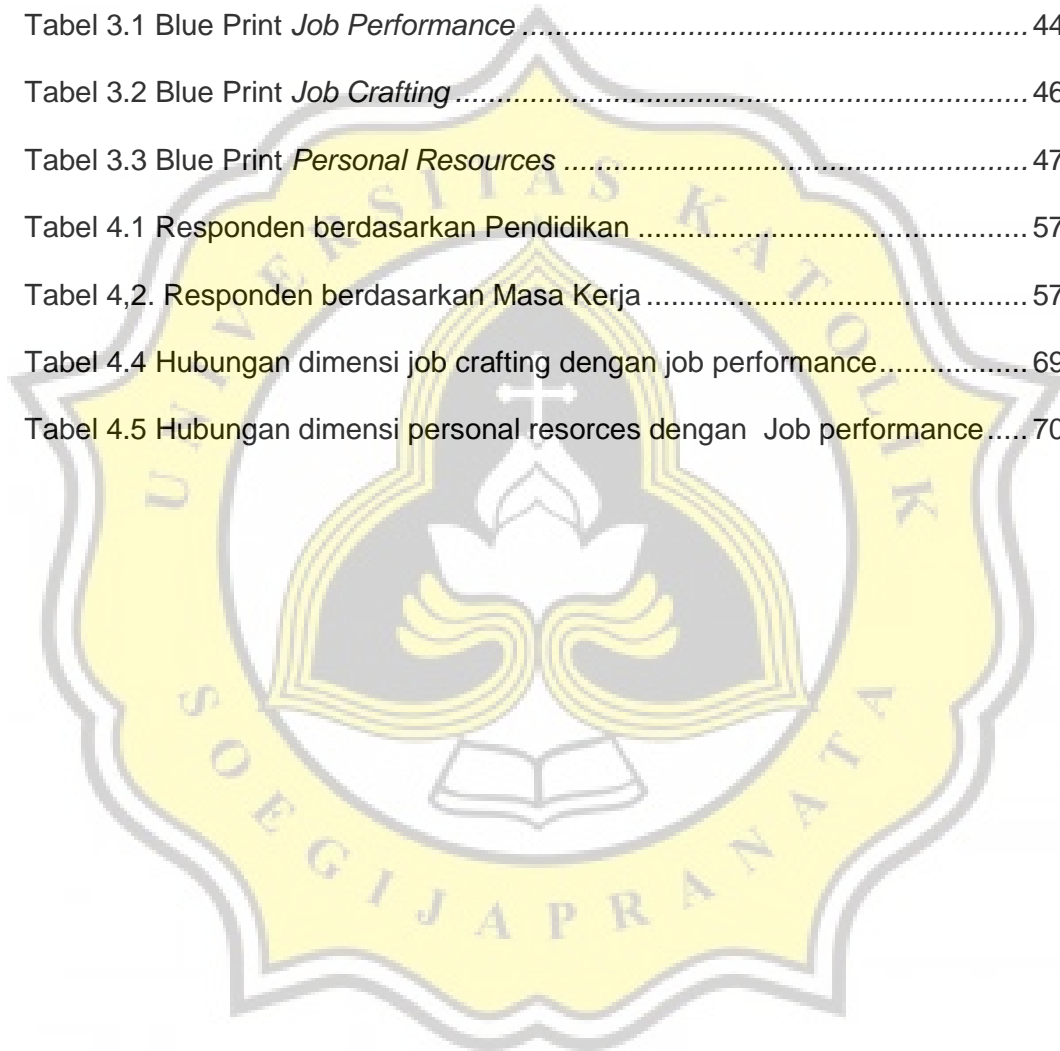 Tabel 3.1 Blue Print Job Performance ............................................................. 44
Tabel 3.2 Blue Print Job Crafting ..................................................................... 46
Tabel 3.3 Blue Print Personal Resources ........................................................ 47
Tabel 4.1 Responden berdasarkan Pendidikan ............................................... 57
Tabel 4,2. Responden berdasarkan Masa Kerja .............................................. 57
Tabel 4.4 Hubungan dimensi job crafting dengan job performance.................. 69
Tabel 4.5 Hubungan dimensi personal resorces dengan Job performance..... 70
UNIVERSITAS KATOLIK
SOEGIJAPRANATA